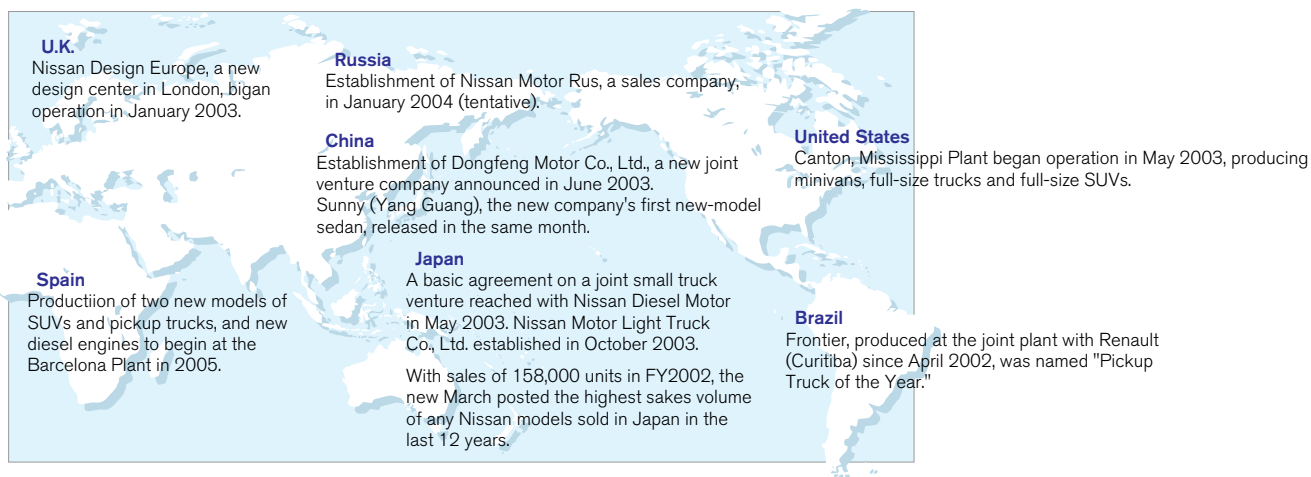 U.K.
Nissan Design Europe, a new
design center in London, bigan
operation in January 2003.
Russia
Establishment of Nissan Motor Rus, a sales company,
in January 2004 (tentative).
China
Establishment of Dongfeng Motor Co., Ltd., a new joint
venture company announced in June 2003.
Sunny (Yang Guang), the new company's first new-model
sedan, released in the same month.
United States
Canton, Mississippi Plant began operation in May 2003, producing
minivans, full-size trucks and full-size SUVs.
Spain
Productiion of two new models of
SUVs and pickup trucks, and new
diesel engines to begin at the
Barcelona Plant in 2005.
Japan
A basic agreement on a joint small truck
venture reached with Nissan Diesel Motor
in May 2003. Nissan Motor Light Truck
Co., Ltd. established in October 2003.
With sales of 158,000 units in FY2002, the
new March posted the highest sakes volume
of any Nissan models sold in Japan in the
last 12 years.
Brazil
Frontier, produced at the joint plant with Renault
(Curitiba) since April 2002, was named "Pickup
Truck of the Year."